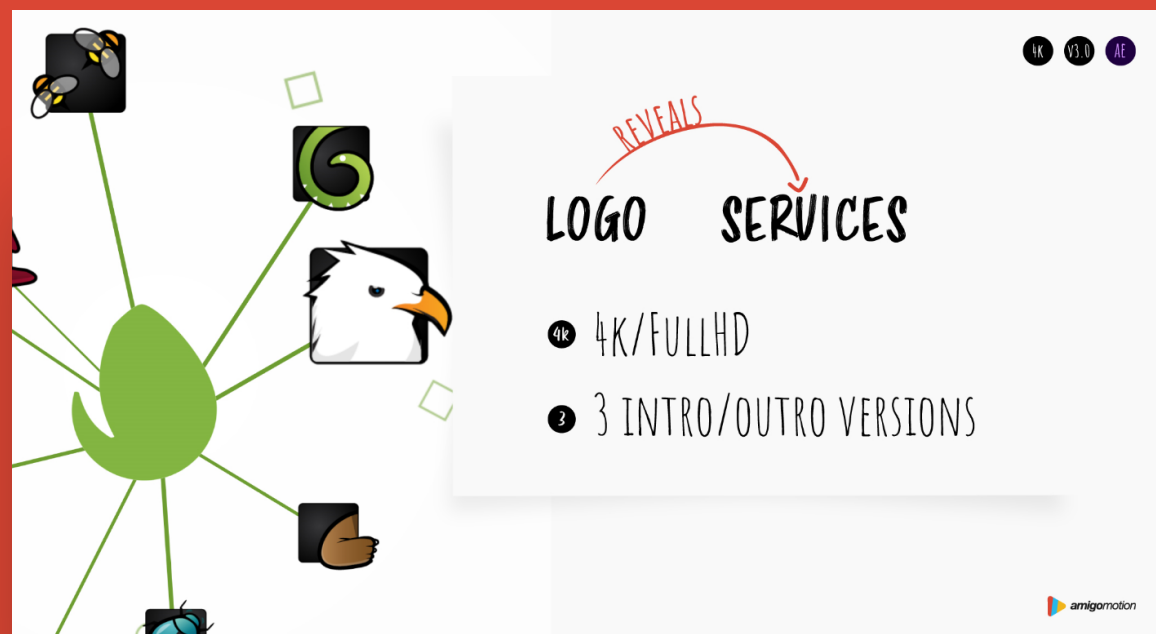 4K V3.0 AE
REVEALS
LOGO SERVICES
4k 4K/FULLHD
3 3 INTRO/OUTRO VERSIONS
amigomotion